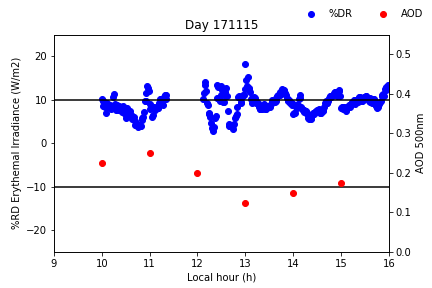 %DR AOD
Day 171115
%RD Erythemal Irradiance (W/m2)
20
10
0
−10
−20
0.5
0.4
0.3
0.2
0.1
0.0
AOD 500nm
9 10 11 12 13 14 15 16
Local hour (h)